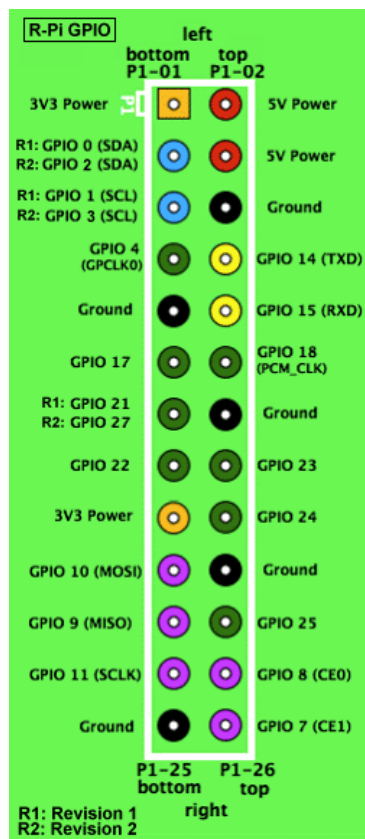 R-Pi GPIO
left
bottom top
P1-01 P1-02
3V3 Power P1 5V Power
R1: GPIO 0 (SDA)
R2: GPIO 2 (SDA) 5V Power
R1: GPIO 1 (SCL)
R2: GPIO 3 (SCL) Ground
GPIO 4
(GPCLK0) GPIO 14 (TXD)
Ground GPIO 15 (RXD)
GPIO 17 GPIO 18
(PCM_CLK)
R1: GPIO 21
R2: GPIO 27 Ground
GPIO 22 GPIO 23
3V3 Power GPIO 24
GPIO 10 (MOSI) Ground
GPIO 9 (MISO) GPIO 25
GPIO 11 (SCLK) GPIO 8 (CE0)
Ground GPIO 7 (CE1)
P1-25 P1-26
bottom top
right
R1: Revision 1
R2: Revision 2